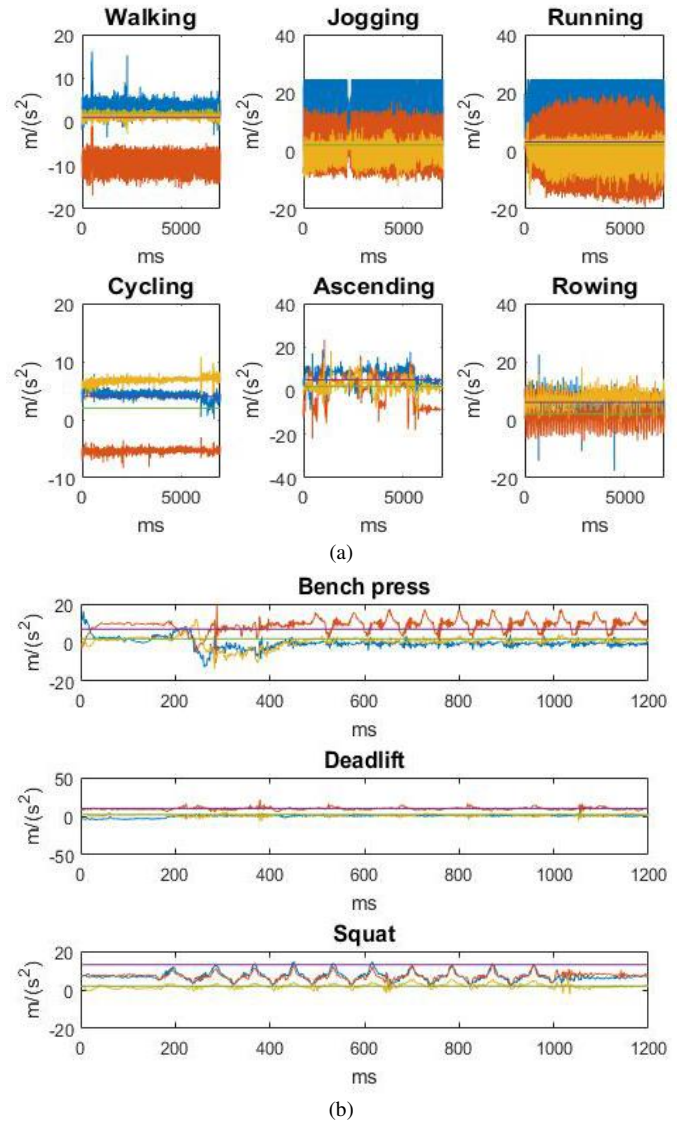 Walking Jogging Running
20 40 40
10 20 20
0 0 0
-10
-20 -20 -20
m/(s²) m/(s²) m/(s²)
0 5000 0 5000 0 5000
ms ms ms
Cycling Ascending Rowing
20 40 40
10 20 20
0 0 0
-20
-10 -40 -20
m/(s²) m/(s²) m/(s²)
0 5000 0 5000 0 5000
ms ms ms
(a)
Bench press
20
0
-20
m/(s²)
0 200 400 600 800 1000 1200
ms
Deadlift
50
0
-50
m/(s²)
0 200 400 600 800 1000 1200
ms
Squat
20
0
-20
m/(s²)
0 200 400 600 800 1000 1200
ms
(b)